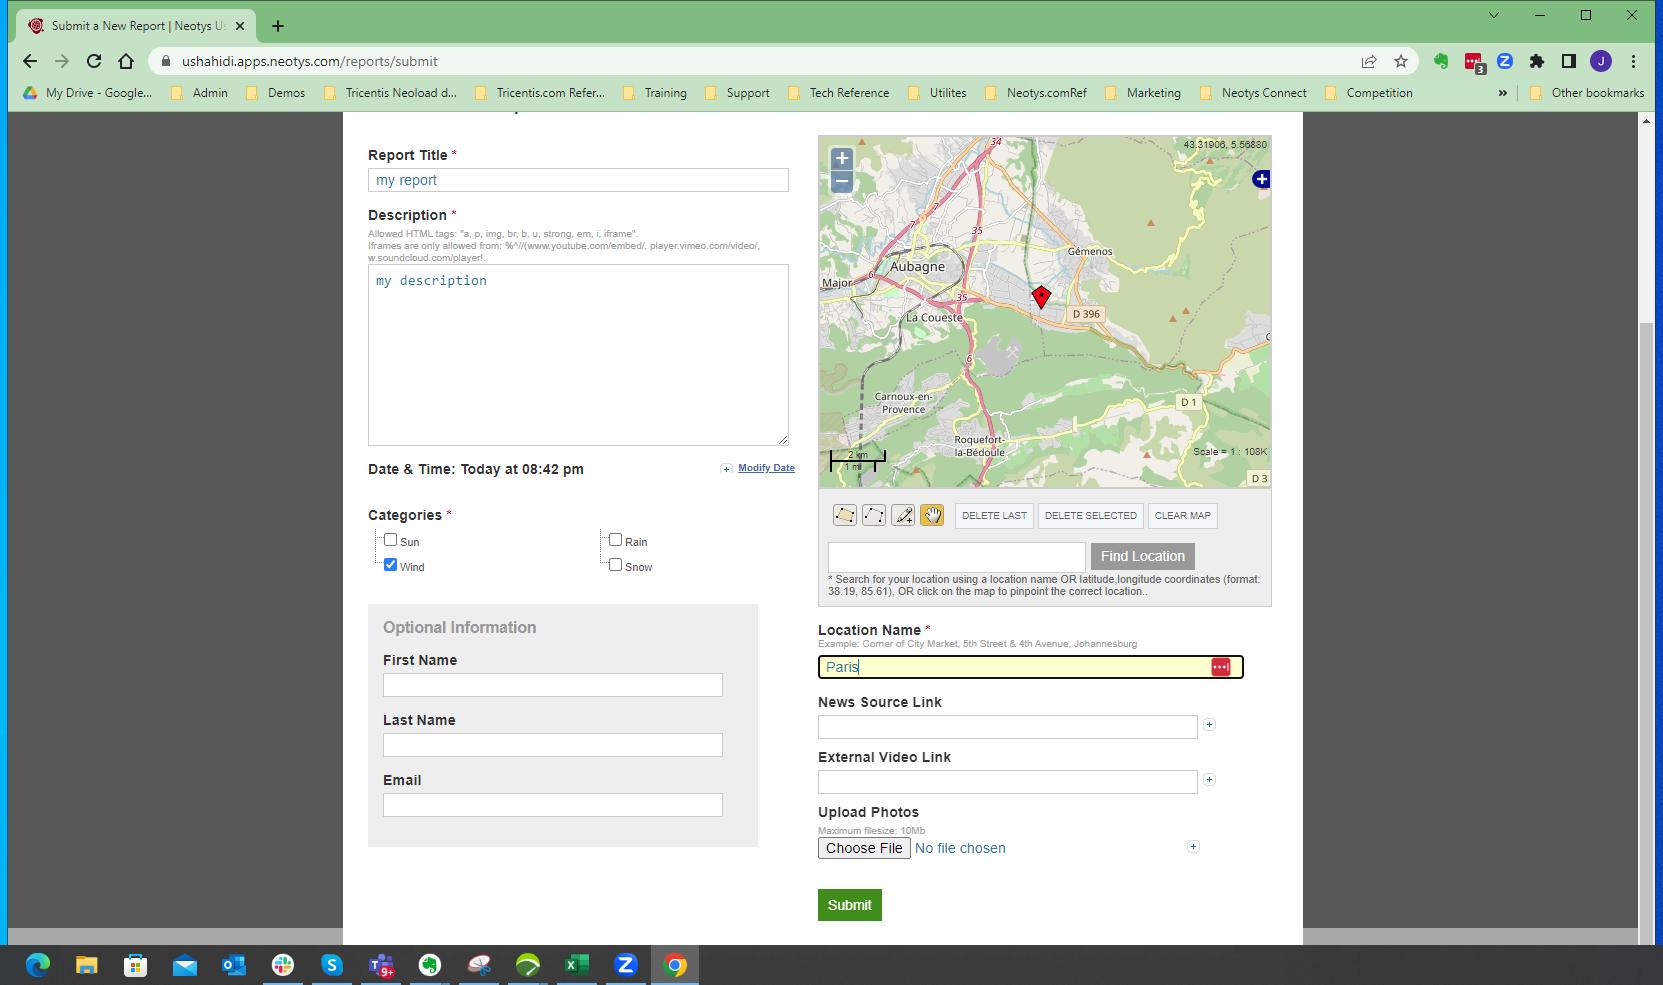 Submit a New Report | Neotys Us
ushahidi.apps.neotys.com/reports/submit
3
J
My Drive - Google...
Admin
Demos
Tricentis Neoload d...
Tricentis.com Refer...
Training
Support
Tech Reference
Utilites
Neotys.comRef
Marketing
Neotys Connect
Competition
»
Other bookmarks
Report Title *
my report
Description *
Allowed HTML tags: "a, p, img, br, b, u, strong, em, i, iframe".
Iframes are only allowed from: %^//(www.youtube.com/embed/, player.vimeo.com/video/,
w.soundcloud.com/player!.
my description
Date & Time: Today at 08:42 pm
Modify Date
Categories *
Sun
Rain
Wind
Snow
Optional Information
First Name
Last Name
Email
43.31906, 5.56880
34
7
7
35
Gémenos
Aubagne
6
Major
35
La Coueste
D 396
6
Carnoux-en-
Provence
D 1
Roquefort-
la-Bédoule
2 km
1 mi
Scale = 1 : 108K
D 3
DELETE LAST
DELETE SELECTED
CLEAR MAP
Find Location
* Search for your location using a location name OR latitude,longitude coordinates (format:
38.19, 85.61), OR click on the map to pinpoint the correct location..
Location Name *
Example: Corner of City Market, 5th Street & 4th Avenue, Johannesburg
Paris
News Source Link
External Video Link
Upload Photos
Maximum filesize: 10Mb
Choose File No file chosen
Submit
9+